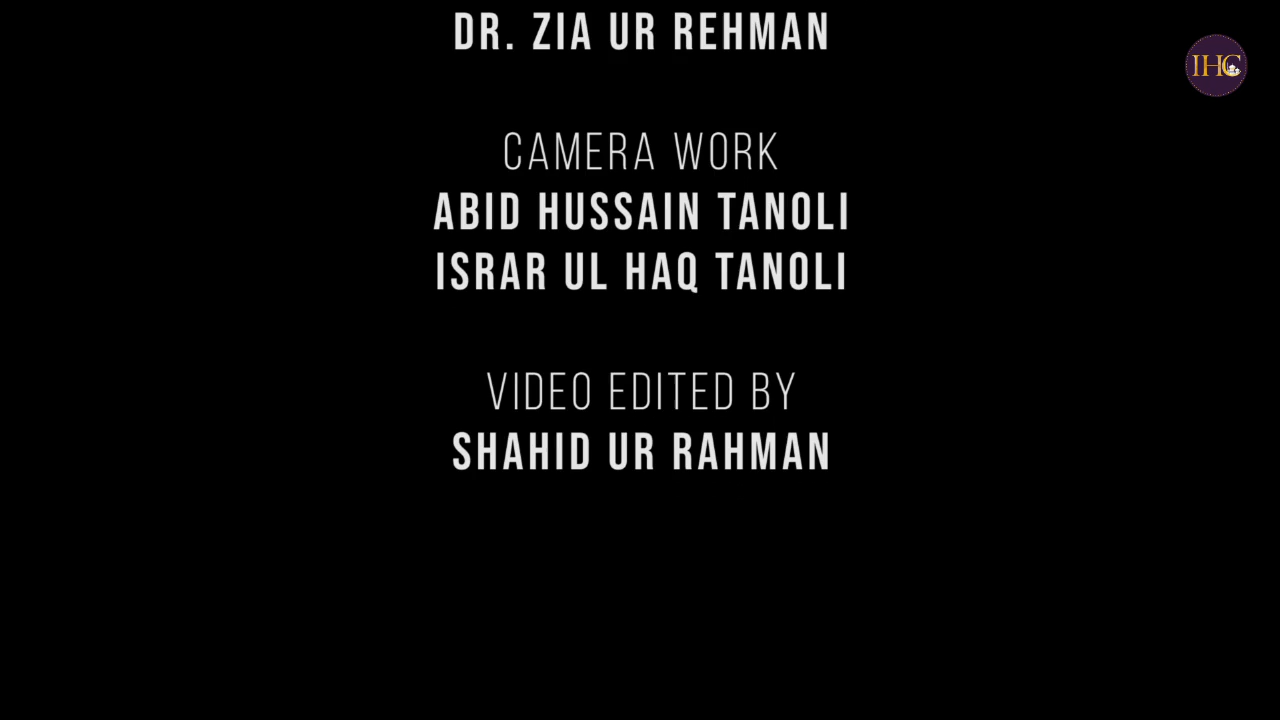 DR. ZIA UR REHMAN
IHC
CAMERA WORK
ABID HUSSAIN TANOLI
ISRAR UL HAQ TANOLI
VIDEO EDITED BY
SHAHID UR RAHMAN